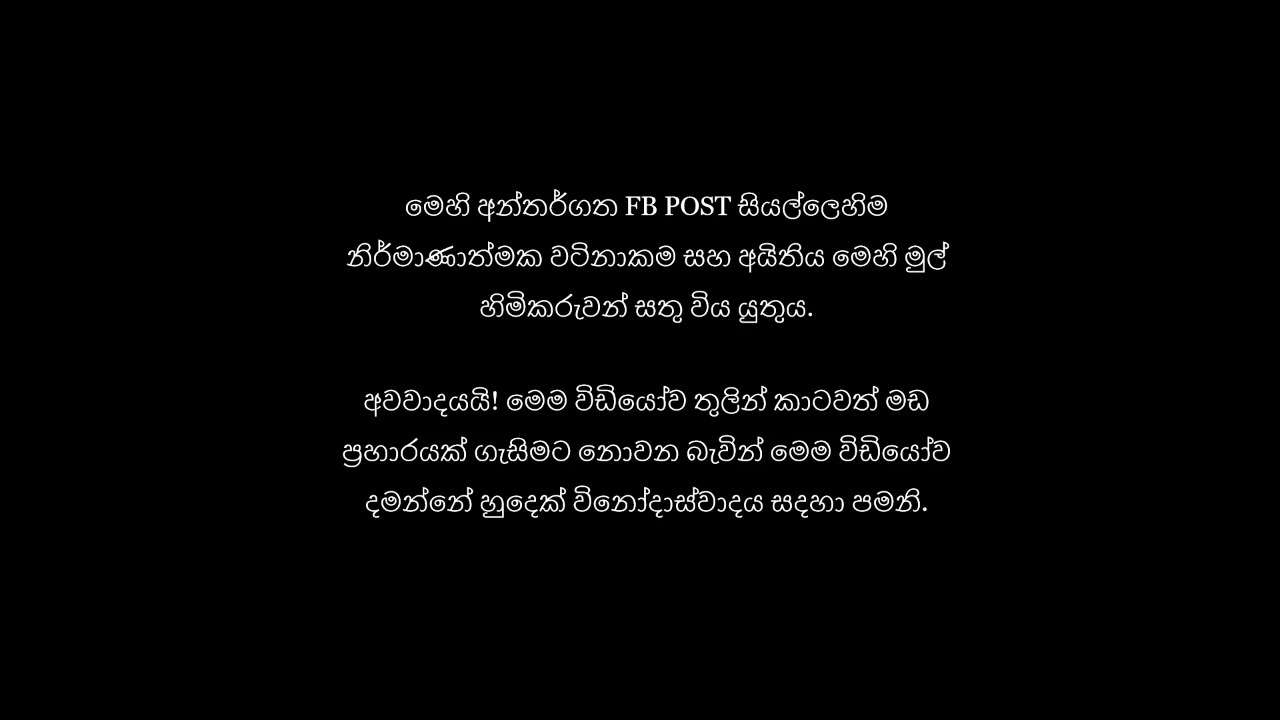 මෙහි අන්තර්ගත FB POST සියල්ලෙහිම
නිර්මාණාත්මක වටිනාකම සහ අයිතිය මෙහි මුල්
හිමිකරුවන් සතු විය යුතුය.
අවවාදයයි! මෙම විඩියෝව තුලින් කාටවත් මඩ
ප්‍රහාරයක් ගැසිමට නොවන බැවින් මෙම විඩියෝව
දමන්නේ හුදෙක් විනෝදාස්වාදය සදහා පමනි.